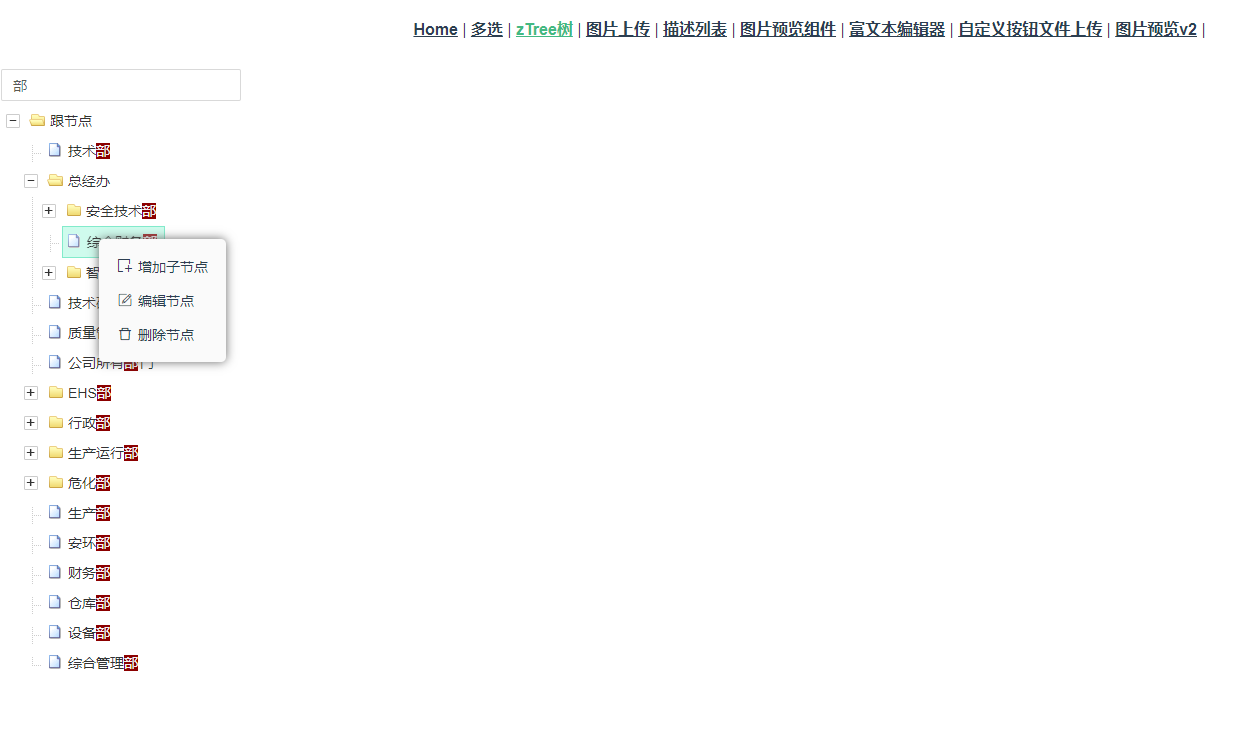 Home | 多选 | zTree树 | 图片上传 | 描述列表 | 图片预览组件 | 富文本编辑器 | 自定义按钮文件上传 | 图片预览v2 |
部
跟节点
技术部
总经办
安全技术部
综合财务部
增加子节点
智
编辑节点
技术
质量
删除节点
公司所有部门
EHS部
行政部
生产运行部
危化部
生产部
安环部
财务部
仓库部
设备部
综合管理部